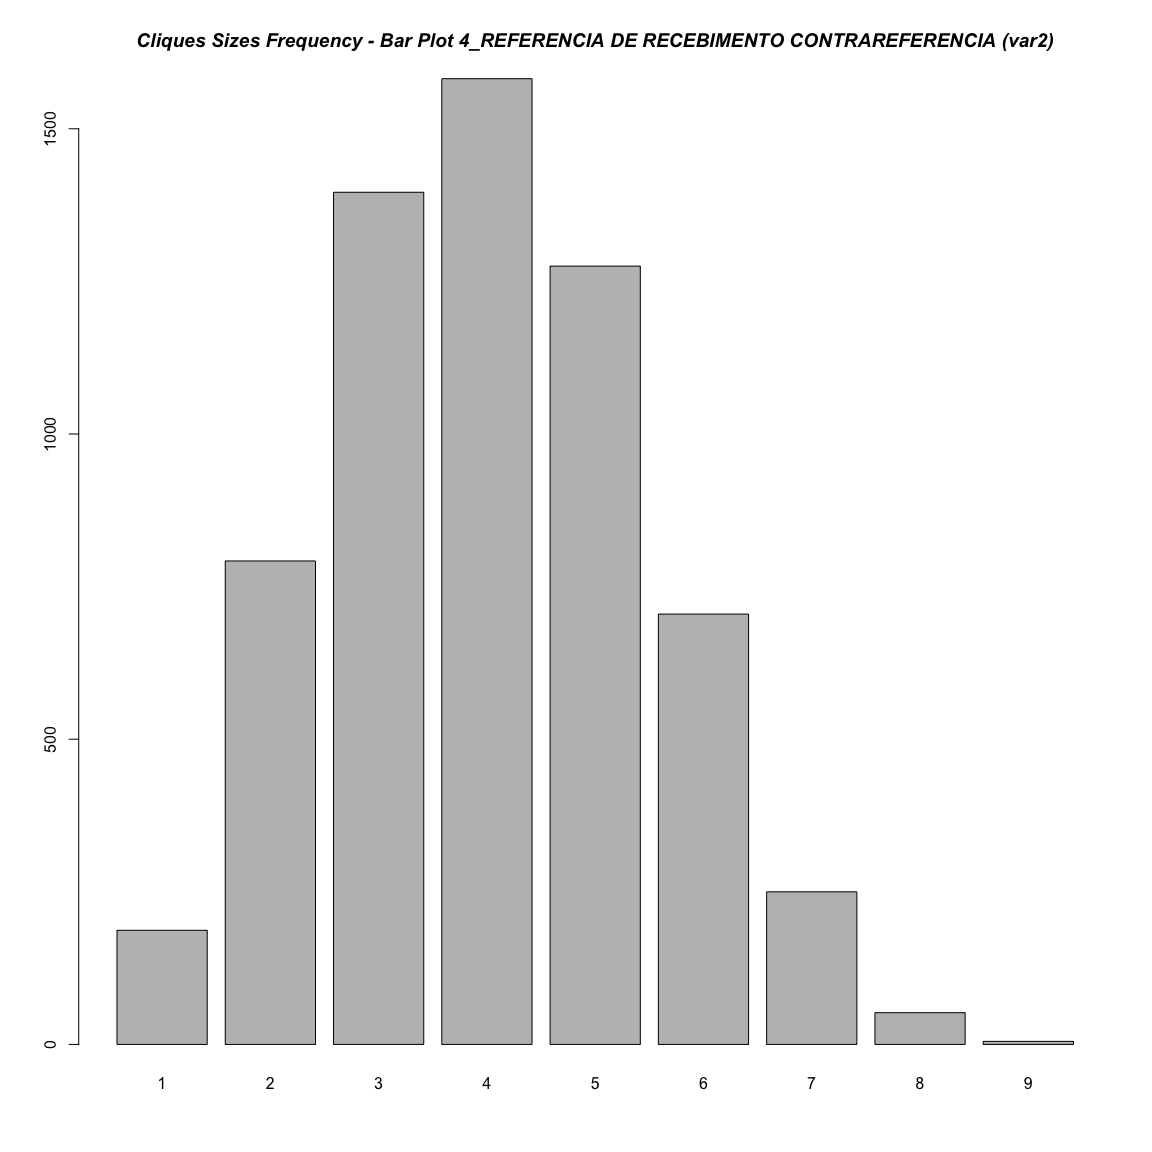 Cliques Sizes Frequency - Bar Plot 4_REFERENCIA DE RECEBIMENTO CONTRAREFERENCIA (var2)
1500
1000
500
0
1 2 3 4 5 6 7 8 9